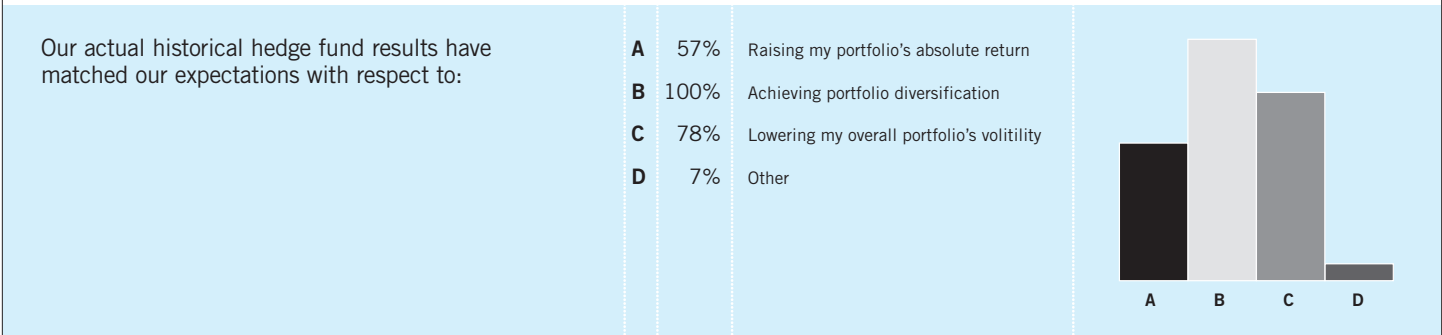 Our actual historical hedge fund results have
matched our expectations with respect to:
A 57% Raising my portfolio's absolute return
B 100% Achieving portfolio diversification
C 78% Lowering my overall portfolio's volitility
D 7% Other
A B C D